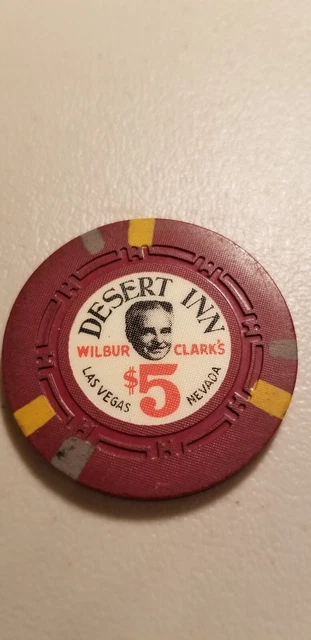 DESERT INN
WILBUR CLARK'S
$5
LAS VEGAS NEVADA